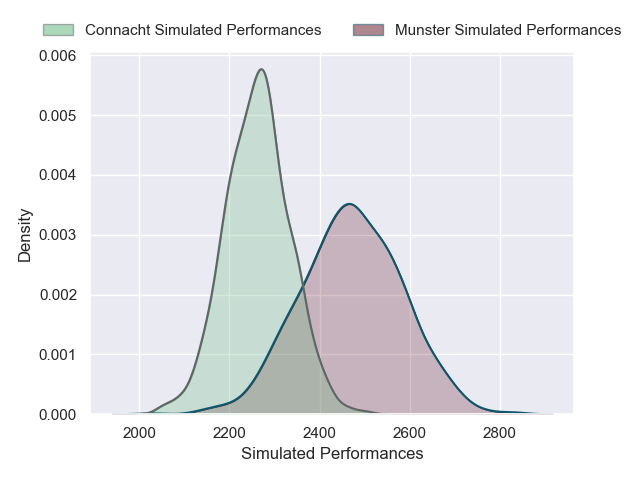 Connacht Simulated Performances Munster Simulated Performances
0.006
0.005
0.004
0.003
0.002
0.001
0.000
Density
2000 2200 2400 2600 2800
Simulated Performances